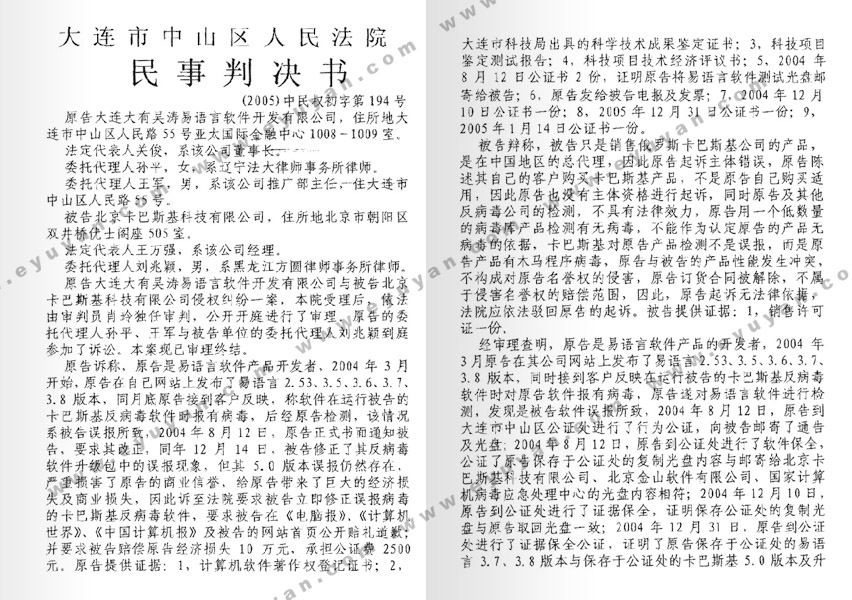 大连市中山区人民法院
民事判决书
(2005)中民权初字第194号
原告大连大有吴涛易语言软件开发有限公司，住所地大
连市中山区人民路55号亚太国际金融中心1008－1009室。
法定代表人关俊，系该公司董事长。
委托代理人孙平，女，系辽宁法大律师事务所律师。
委托代理人王军，男，系该公司推广部主任，住大连市
中山区人民路55号。
被告北京卡巴斯基科技有限公司，住所地北京市朝阳区
双井桥优士阁座505室。
法定代表人王万强，系该公司经理。
委托代理人刘兆颖，男，系黑龙江方圆律师事务所律师。
原告大连大有吴涛易语言软件开发有限公司与被告北京
卡巴斯基科技有限公司侵权纠纷一案，本院受理后，依法
由审判员肖玲独任审判，公开开庭进行了审理，原告的委
托代理人孙平、王军与被告单位的委托代理人刘兆颖到庭
参加了诉讼。本案现已审理终结。
原告诉称，原告是易语言软件产品开发者，2004 年 3月
开始，原告在自己网站上发布了易语言 2.53、3.5、3.6、3.7、
3.8 版本，同月底原告接到客户反映，称软件在运行被告的
卡巴斯基反病毒软件时报有病毒，后经原告检测，该情况
系被告误报所致，2004年8月12日，原告正式书面通知被
告，要求其改正，同年 12 月 14 日，被告修正了其反病毒
软件升级包中的误报现象，但其 5.0 版本误报仍然存在，
严重损害了原告的商业信誉，给原告带来了巨大的经济损
失及商业损失，因此诉至法院要求被告立即修正误报病毒
的卡巴斯基反病毒软件，要求被告在《电脑报》、《计算机
世界》、《中国计算机报》及被告的网站首页公开赔礼道歉；
并要求被告赔偿原告经济损失 10 万元，承担公证费 2500
元。原告提供证据：1，计算机软件著作权登记证书；2，
大连市科技局出具的科学技术成果鉴定证书；3，科技项目
鉴定测试报告；4，科技项目技术经济评议书；5，2004 年
8 月 12 日公证书 2 份，证明原告将易语言软件测试光盘邮
寄给被告；6，原告发给被告电报及发票；7，2004 年 12 月
10 日公证书一份；8，2005 年 12 月 31 日公证书一份；9，
2005 年 1 月 14 日公证书一份。
被告辩称，被告只是销售俄罗斯卡巴斯基公司的产品，
是在中国地区的总代理，因此原告起诉主体错误，原告陈
述其自己的客户购买卡巴斯基产品，不是原告自己购买适
用，因此原告也没有主体资格进行起诉，同时原告及其他
反病毒公司的检测，不具有法律效力，原告用一个低数量
的病毒库产品检测有无病毒，不能作为认定原告的产品无
病毒的依据，卡巴斯基对原告产品检测不是误报，而是原
告产品有木马程序病毒，原告与被告的产品性能发生冲突，
不构成对原告名誉权的侵害，原告订货合同被解除，不属
于侵害名誉权的赔偿范围，因此，原告起诉无法律依据，
法院应依法驳回原告的起诉。被告提供证据：1，销售许可
证一份。
经审理查明，原告是易语言软件产品的开发者，2004 年
3月原告在其公司网站上发布了易语言2.53、3.5、3.6、3.7、
3.8 版本，同时接到客户反映在运行被告的卡巴斯基反病毒
软件时对原告软件报有病毒，原告遂对易语言软件进行检
测，发现是被告软件误报所致，2004 年 8 月 12 日，原告到
大连市中山区公证处进行了行为公证，向被告邮寄了通告
及光盘；2004年8月12日，原告到公证处进行了软件保全，
公证了原告保存于公证处的复制光盘内容与邮寄给北京卡
巴斯基科技有限公司、北京金山软件有限公司、国家计算
机病毒应急处理中心的光盘内容相符；2004 年 12 月 10 日，
原告到公证处进行了证据保全，证明保存公证处的复制光
盘与原告取回光盘一致；2004 年 12 月 31 日，原告到公证
处进行了证据保全公证，证明了原告保存于公证处的易语
言 3.7、3.8 版本与保存于公证处的卡巴斯基 5.0 版本及升